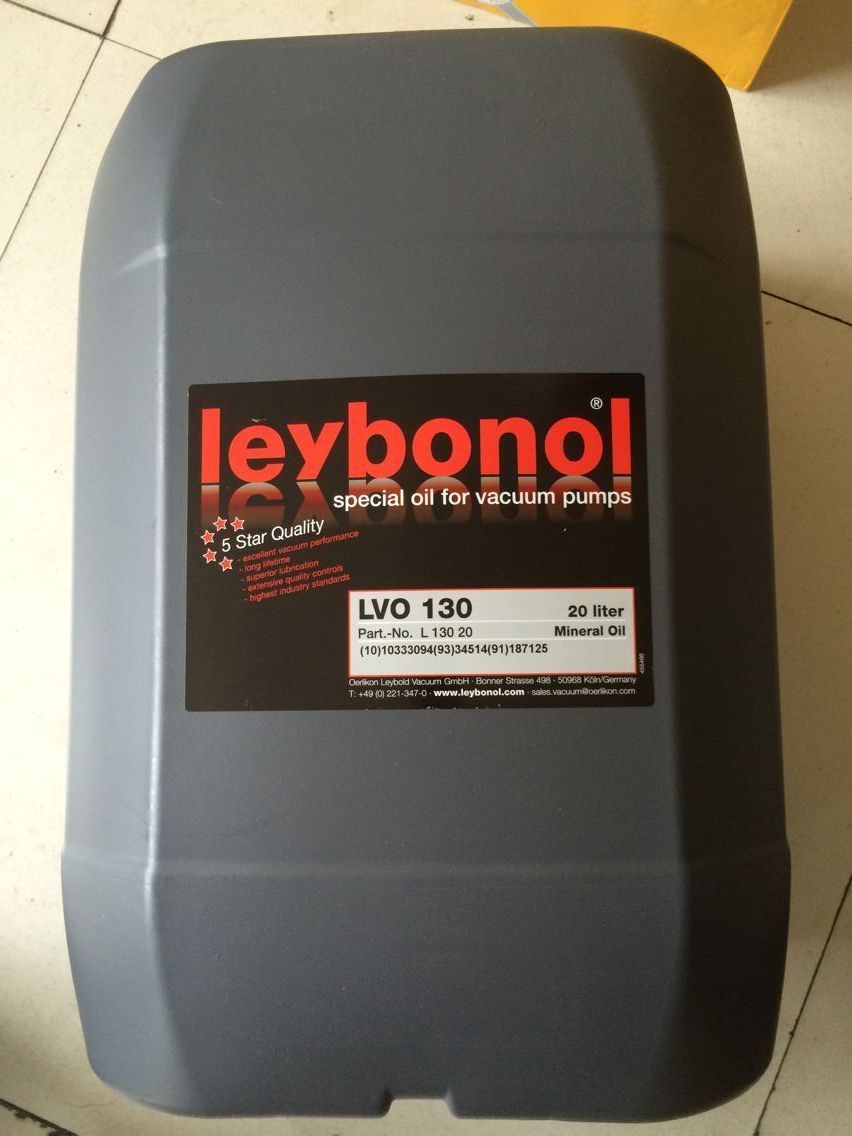 leybonol®
special oil for vacuum pumps
5 Star Quality
- excellent vacuum performance
- long lifetime
- superior lubrication
- extensive quality controls
- highest industry standards
LVO 130 20 liter
Part.-No. L 130 20 Mineral Oil
(10)10333094(93)34514(91)187125
Oerlikon Leybold Vacuum GmbH · Bonner Strasse 498 · 50968 Köln/Germany
T: +49 (0) 221-347-0 · www.leybonol.com · sales.vacuum@oerlikon.com